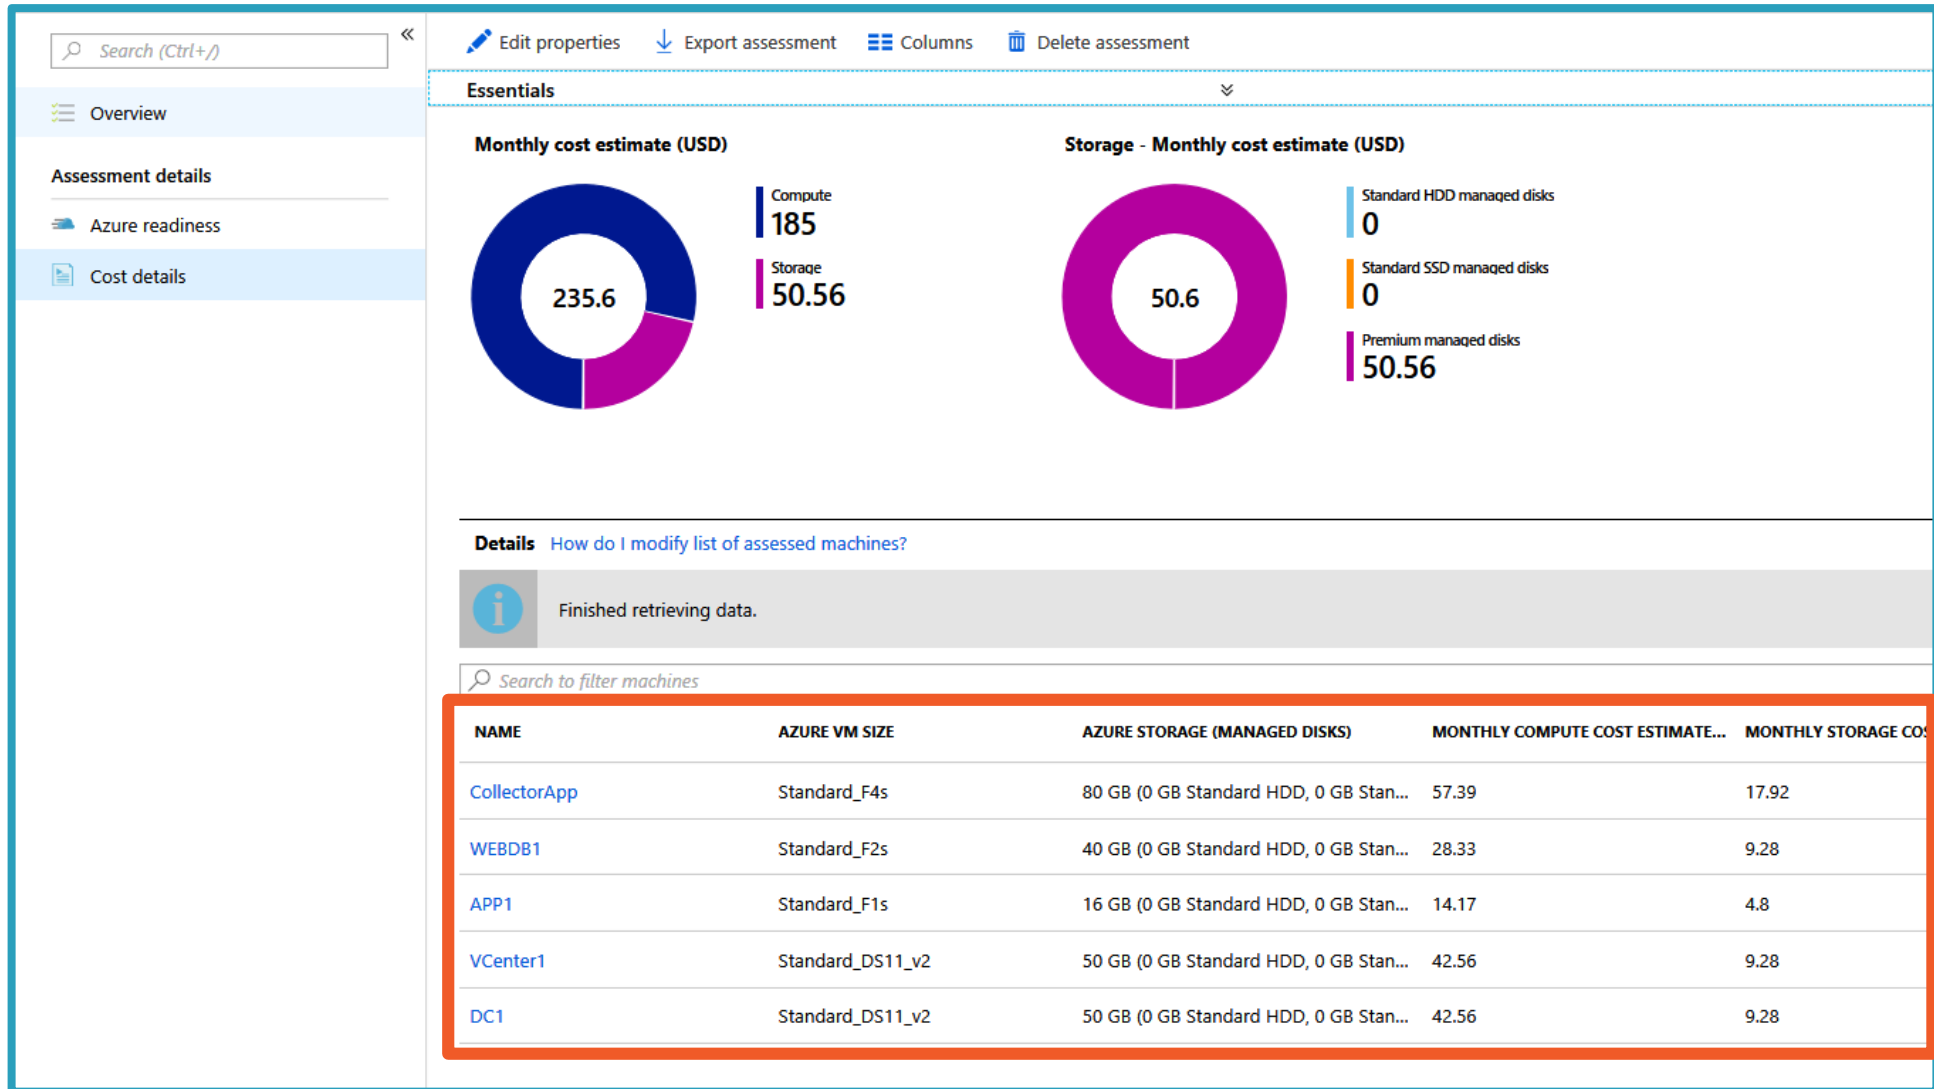 Search (Ctrl+/)
«
Overview
Assessment details
Azure readiness
Cost details
Edit properties
Export assessment
Columns
Delete assessment
Essentials
Monthly cost estimate (USD)
235.6
Compute
185
Storage
50.56
Storage - Monthly cost estimate (USD)
50.6
Standard HDD managed disks
0
Standard SSD managed disks
0
Premium managed disks
50.56
Details How do I modify list of assessed machines?
i Finished retrieving data.
Search to filter machines
NAME AZURE VM SIZE AZURE STORAGE (MANAGED DISKS) MONTHLY COMPUTE COST ESTIMATE... MONTHLY STORAGE COS
CollectorApp Standard_F4s 80 GB (0 GB Standard HDD, 0 GB Stan... 57.39 17.92
WEBDB1 Standard_F2s 40 GB (0 GB Standard HDD, 0 GB Stan... 28.33 9.28
APP1 Standard_F1s 16 GB (0 GB Standard HDD, 0 GB Stan... 14.17 4.8
VCenter1 Standard_DS11_v2 50 GB (0 GB Standard HDD, 0 GB Stan... 42.56 9.28
DC1 Standard_DS11_v2 50 GB (0 GB Standard HDD, 0 GB Stan... 42.56 9.28